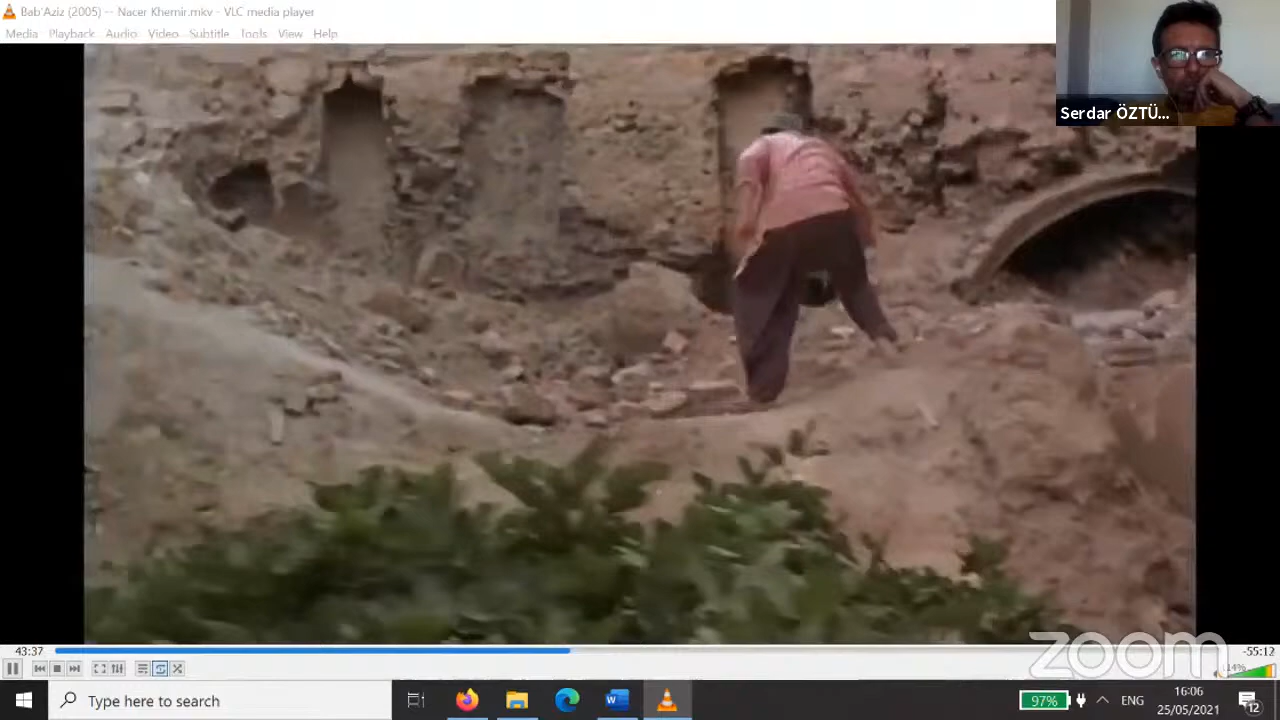 Bab'Aziz (2005) -- Nacer Khemir.mkv - VLC media player
Media Playback Audio Video Subtitle Tools View Help
Serdar ÖZTÜ...
43:37
-55:12
zoom
14%
Type here to search
97%
ENG
16:06
25/05/2021
12